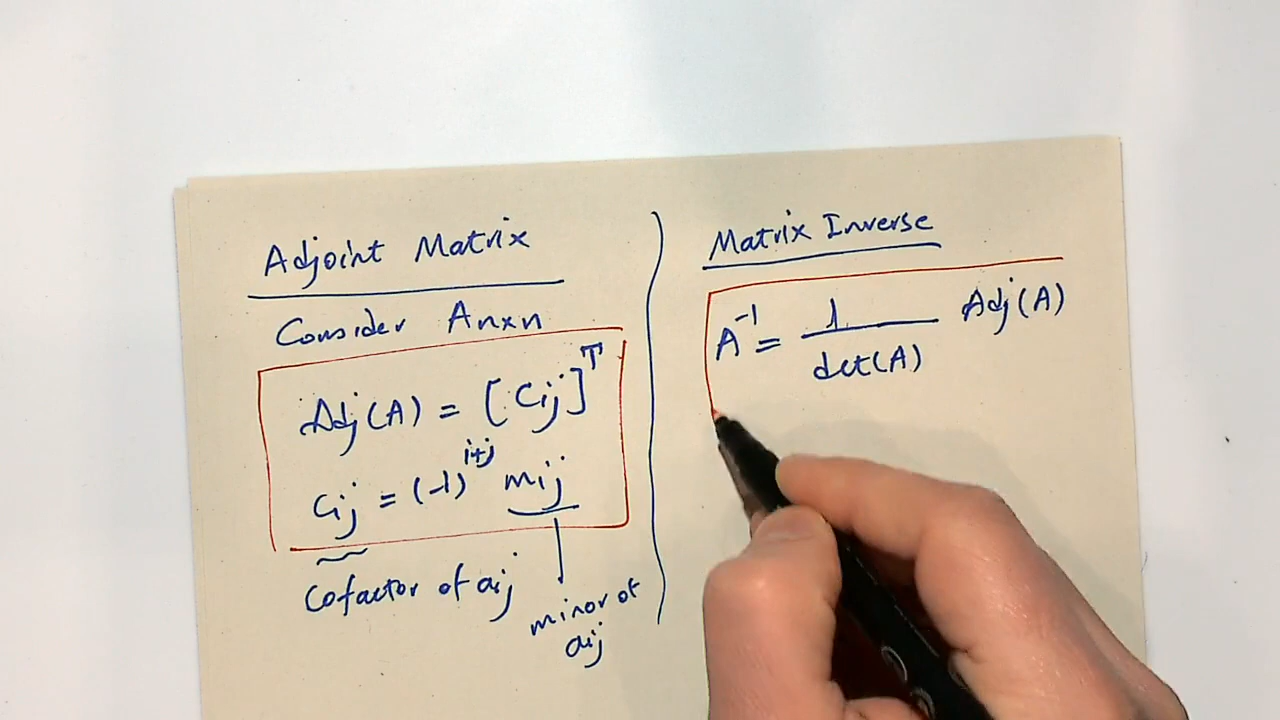 Adjoint Matrix
Consider Anxn
Adj(A) = [Cij]ᵀ
Cij = (-1)ⁱ⁺ʲ mij
Cofactor of aij
minor of
aij
Matrix Inverse
A⁻¹ = 1/det(A) Adj(A)